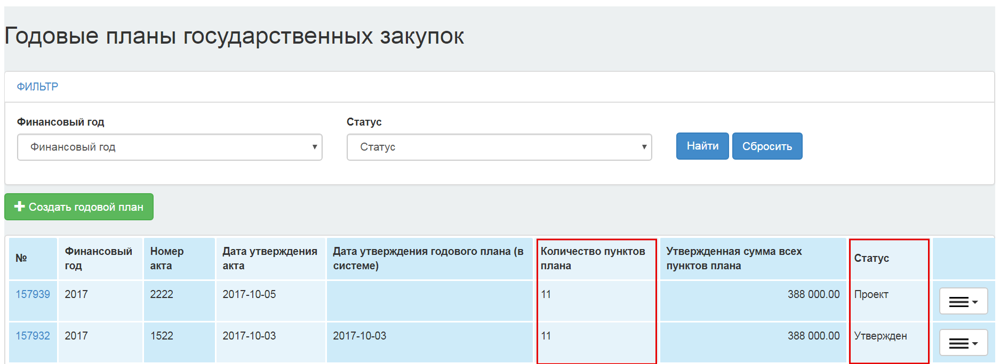 Годовые планы государственных закупок
ФИЛЬТР
Финансовый год Статус
Финансовый год Статус Найти Сбросить
Создать годовой план
№ Финансовый год Номер акта Дата утверждения акта Дата утверждения годового плана (в системе) Количество пунктов плана Утвержденная сумма всех пунктов плана Статус
157939 2017 2222 2017-10-05 11 388 000.00 Проект
157932 2017 1522 2017-10-03 2017-10-03 11 388 000.00 Утвержден